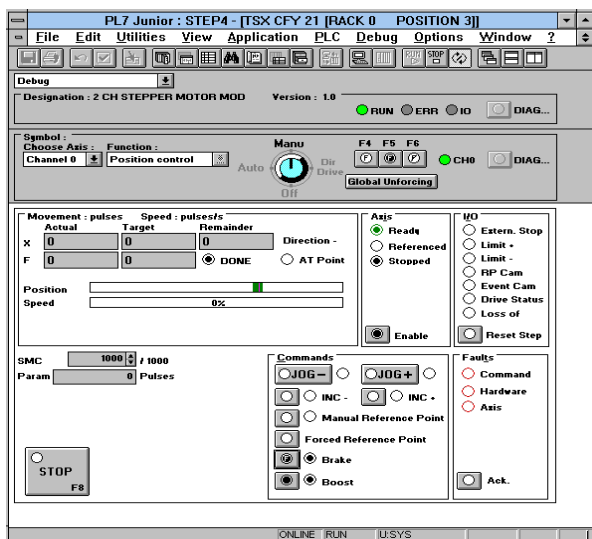 PL7 Junior : STEP4 - [TSX CFY 21 [RACK 0 POSITION 3]]
File Edit Utilities View Application PLC Debug Options Window ?
RUN STOP
Debug
Designation : 2 CH STEPPER MOTOR MOD Version : 1.0
RUN ERR IO DIAG...
Symbol :
Choose Axis : Function :
Channel 0 Position control
Manu
Auto Dir Drive
Off
F4 F5 F6
F F
CH0 DIAG...
Global Unforcing
Movement : pulses Speed : pulses/s
Actual Target Remainder
X 0 0 0 Direction -
F 0 0 DONE AT Point
Position
Speed 0%
Axis
Ready
Referenced
Stopped
Enable
I/O
Extern. Stop
Limit +
Limit -
RP Cam
Event Cam
Drive Status
Loss of
Reset Step
SMC 1000 / 1000
Param 0 Pulses
STOP
F8
Commands
JOG- JOG+
INC - INC +
Manual Reference Point
Forced Reference Point
F Brake
Boost
Faults
Command
Hardware
Axis
Ack.
ONLINE RUN U:SYS